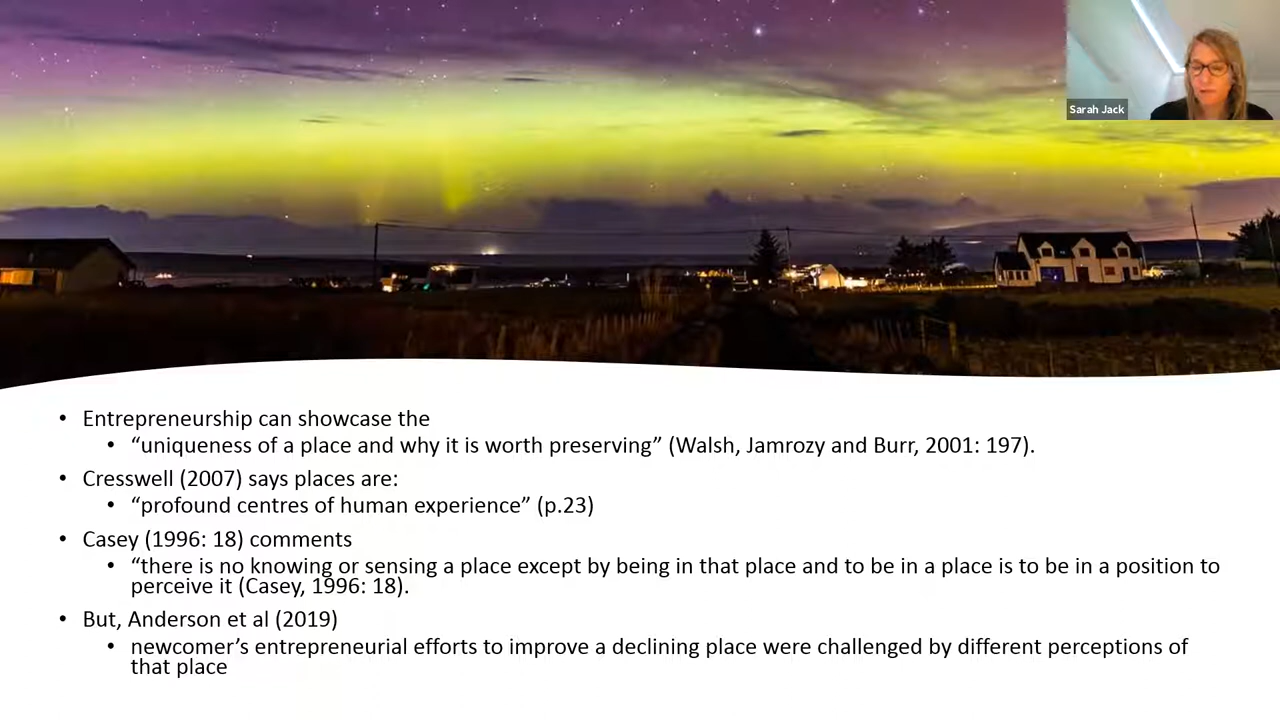 Sarah Jack
• Entrepreneurship can showcase the
• “uniqueness of a place and why it is worth preserving” (Walsh, Jamrozy and Burr, 2001: 197).
• Cresswell (2007) says places are:
• “profound centres of human experience” (p.23)
• Casey (1996: 18) comments
• “there is no knowing or sensing a place except by being in that place and to be in a place is to be in a position to
perceive it (Casey, 1996: 18).
• But, Anderson et al (2019)
• newcomer’s entrepreneurial efforts to improve a declining place were challenged by different perceptions of
that place